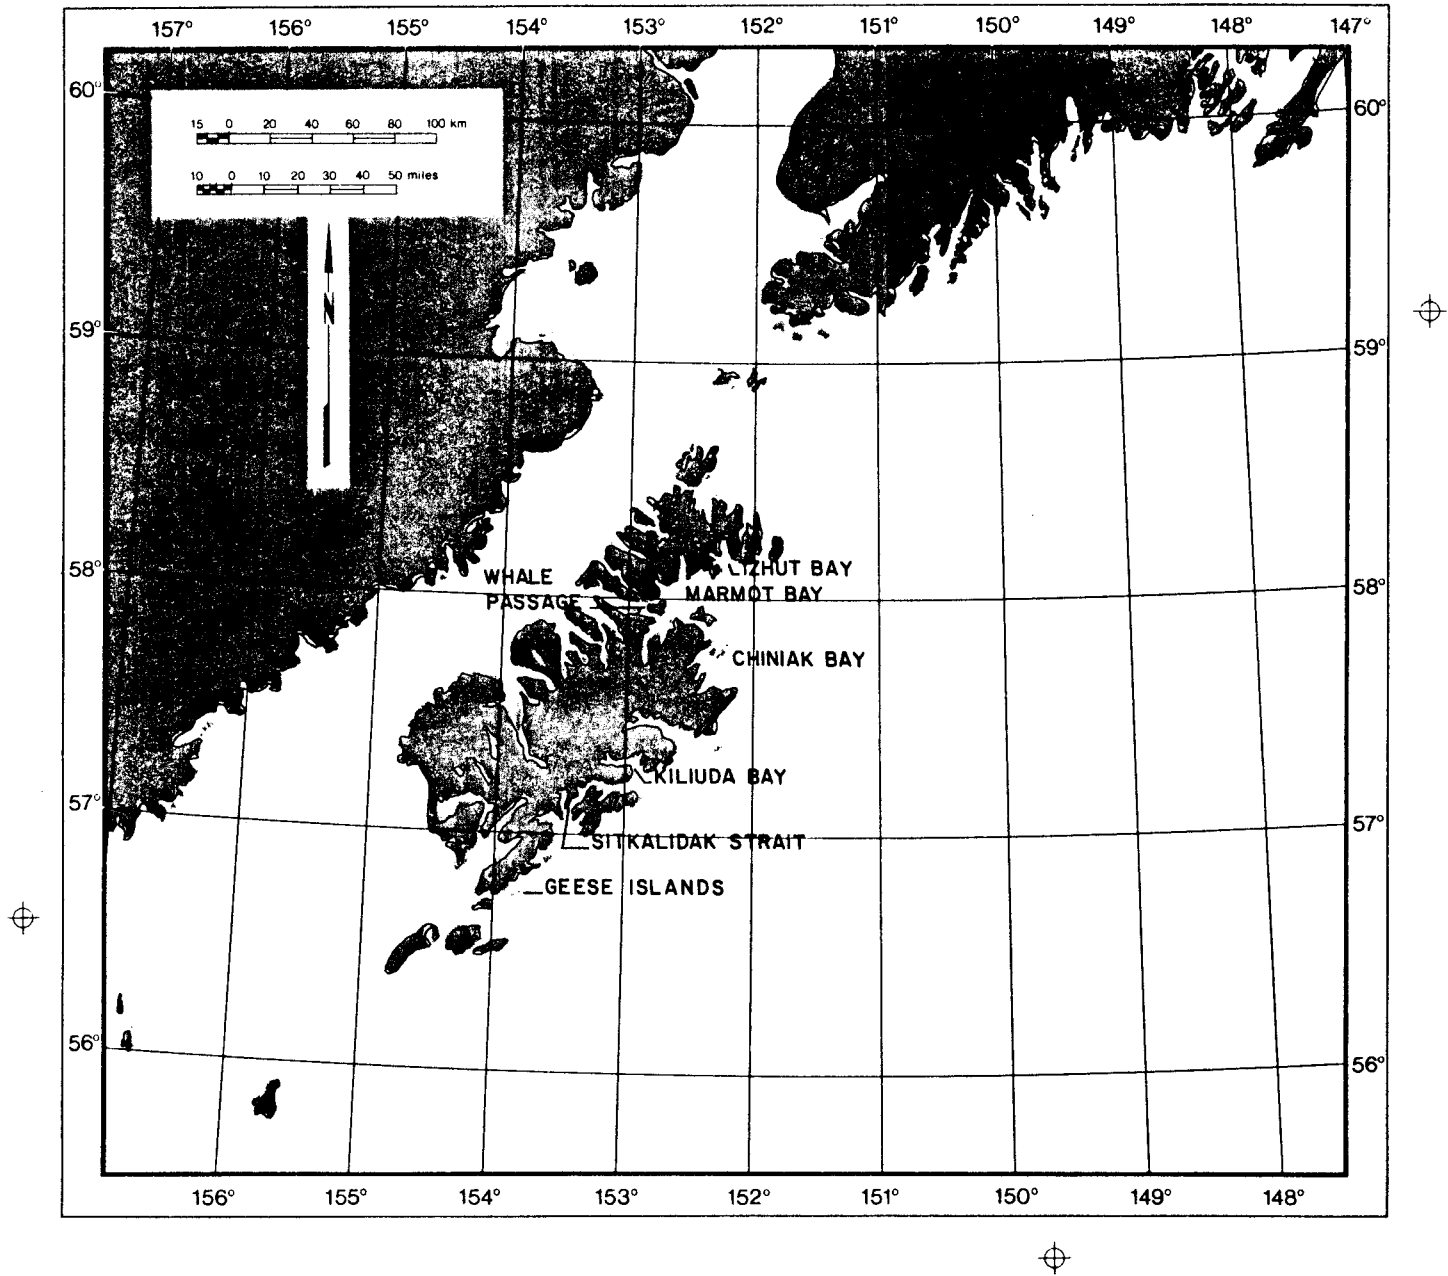 157° 156° 155° 154° 153° 152° 151° 150° 149° 148° 147°
60° 60°
15 0 20 40 60 80 100 km
10 0 10 20 30 40 50 miles
N
59° 59°
58° 58°
WHALE
PASSAGE
IZHUT BAY
MARMOT BAY
CHINIAK BAY
KILIUDA BAY
57° 57°
SITKALIDAK STRAIT
GEESE ISLANDS
56° 56°
156° 155° 154° 153° 152° 151° 150° 149° 148°